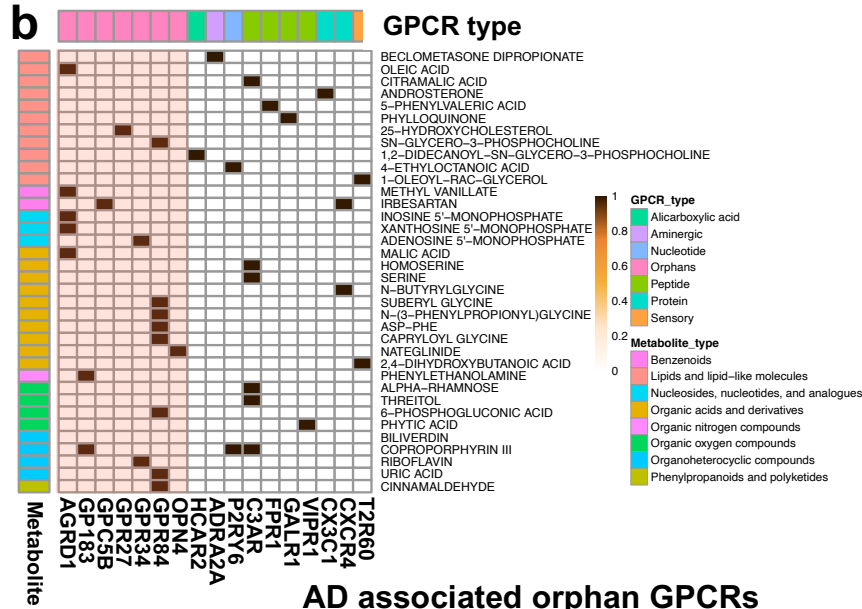 b
GPCR type
BECLOMETASONE DIPROPIONATE
OLEIC ACID
CITRAMALIC ACID
ANDROSTERONE
5-PHENYLVALERIC ACID
PHYLLOQUINONE
25-HYDROXYCHOLESTEROL
SN-GLYCERO-3-PHOSPHOCHOLINE
1,2-DIDECANOYL-SN-GLYCERO-3-PHOSPHOCHOLINE
4-ETHYLOCTANOIC ACID
1-OLEOYL-RAC-GLYCEROL
METHYL VANILLATE
IRBESARTAN
INOSINE 5'-MONOPHOSPHATE
XANTHOSINE 5'-MONOPHOSPHATE
ADENOSINE 5'-MONOPHOSPHATE
MALIC ACID
HOMOSERINE
SERINE
N-BUTYRYLGLYCINE
SUBERYL GLYCINE
N-(3-PHENYLPROPIONYL)GLYCINE
ASP-PHE
CAPRYLOYL GLYCINE
NATEGLINIDE
2,4-DIHYDROXYBUTANOIC ACID
PHENYLETHANOLAMINE
ALPHA-RHAMNOSE
THREITOL
6-PHOSPHOGLUCONIC ACID
PHYTIC ACID
BILIVERDIN
COPROPORPHYRIN III
RIBOFLAVIN
URIC ACID
CINNAMALDEHYDE
1
0.8
0.6
0.4
0.2
0
GPCR_type
Alicarboxylic acid
Aminergic
Nucleotide
Orphans
Peptide
Protein
Sensory
Metabolite_type
Benzenoids
Lipids and lipid-like molecules
Nucleosides, nucleotides, and analogues
Organic acids and derivatives
Organic nitrogen compounds
Organic oxygen compounds
Organoheterocyclic compounds
Phenylpropanoids and polyketides
Metabolite
AGRD1
GP183
GPC5B
GPR27
GPR34
GPR84
OPN4
HCAR2
ADRA2A
P2RY6
C3AR
FPR1
GALR1
VIPR1
CX3C1
CXCR4
T2R60
AD associated orphan GPCRs